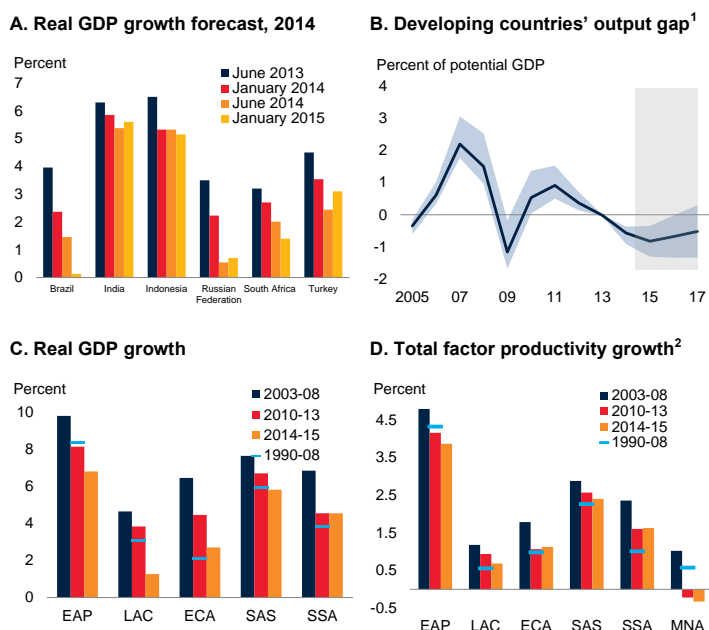 A. Real GDP growth forecast, 2014
Percent
June 2013
January 2014
June 2014
January 2015
7
6
5
4
3
2
1
0
Brazil
India
Indonesia
Russian
Federation
South Africa
Turkey
B. Developing countries' output gap1
Percent of potential GDP
4
3
2
1
0
-1
-2
2005 07 09 11 13 15 17
C. Real GDP growth
Percent
2003-08
2010-13
2014-15
1990-08
10
8
6
4
2
0
EAP LAC ECA SAS SSA
D. Total factor productivity growth2
Percent
2003-08
2010-13
2014-15
1990-08
4.5
3.5
2.5
1.5
0.5
-0.5
EAP LAC ECA SAS SSA MNA